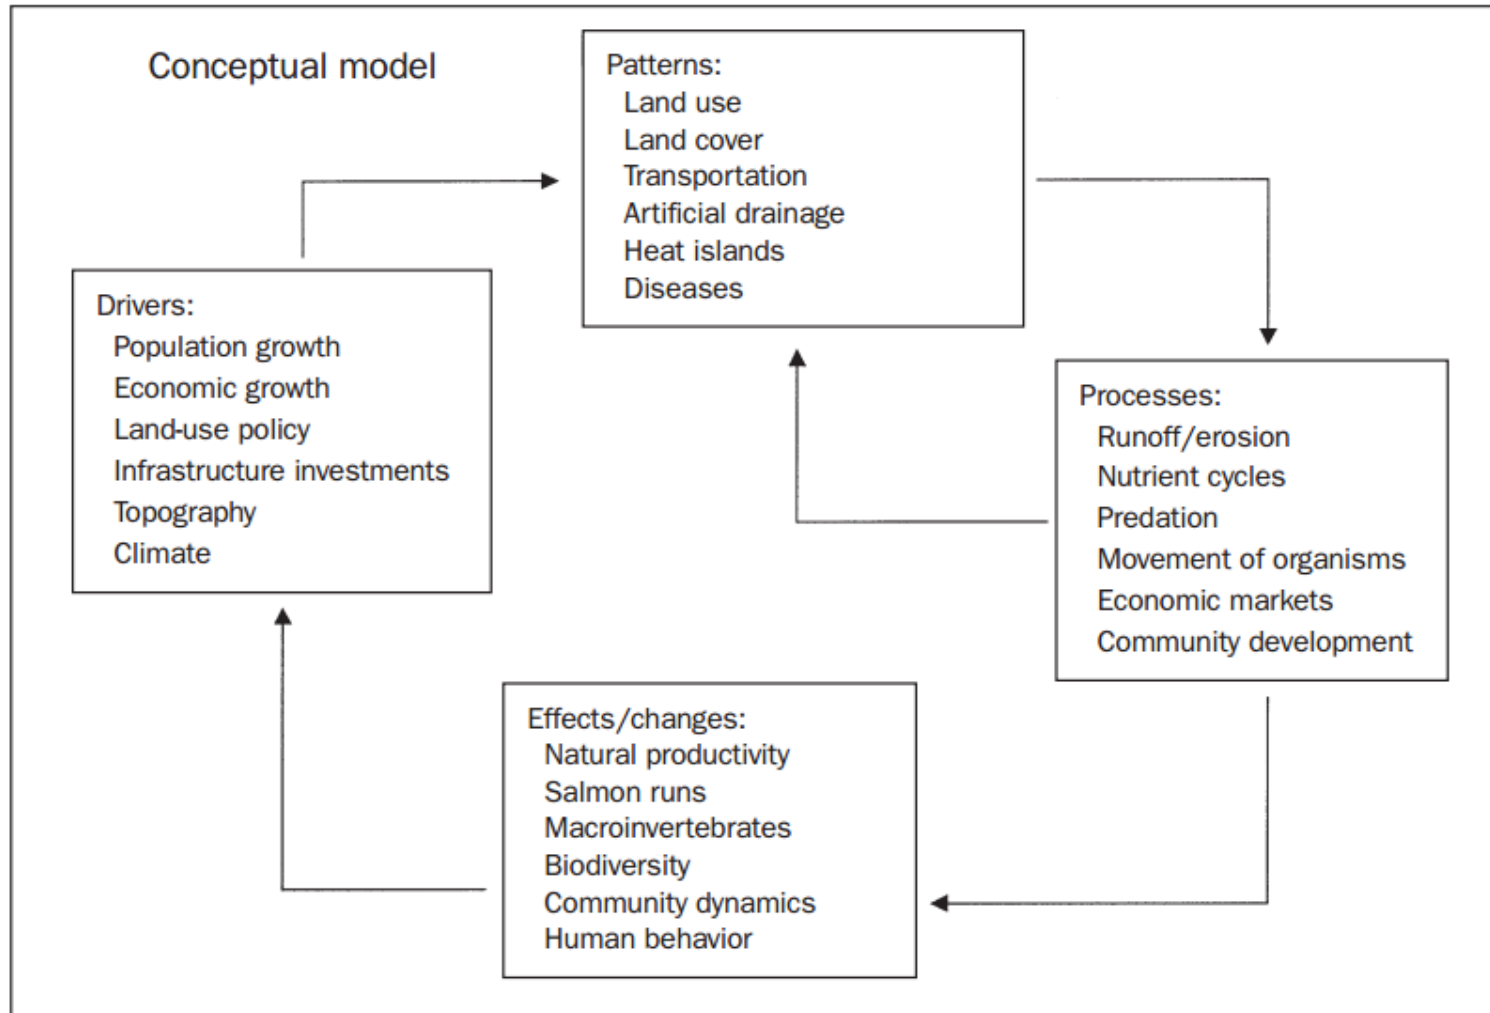 Conceptual model
Patterns:
Land use
Land cover
Transportation
Artificial drainage
Heat islands
Diseases
Drivers:
Population growth
Economic growth
Land-use policy
Infrastructure investments
Topography
Climate
Processes:
Runoff/erosion
Nutrient cycles
Predation
Movement of organisms
Economic markets
Community development
Effects/changes:
Natural productivity
Salmon runs
Macroinvertebrates
Biodiversity
Community dynamics
Human behavior